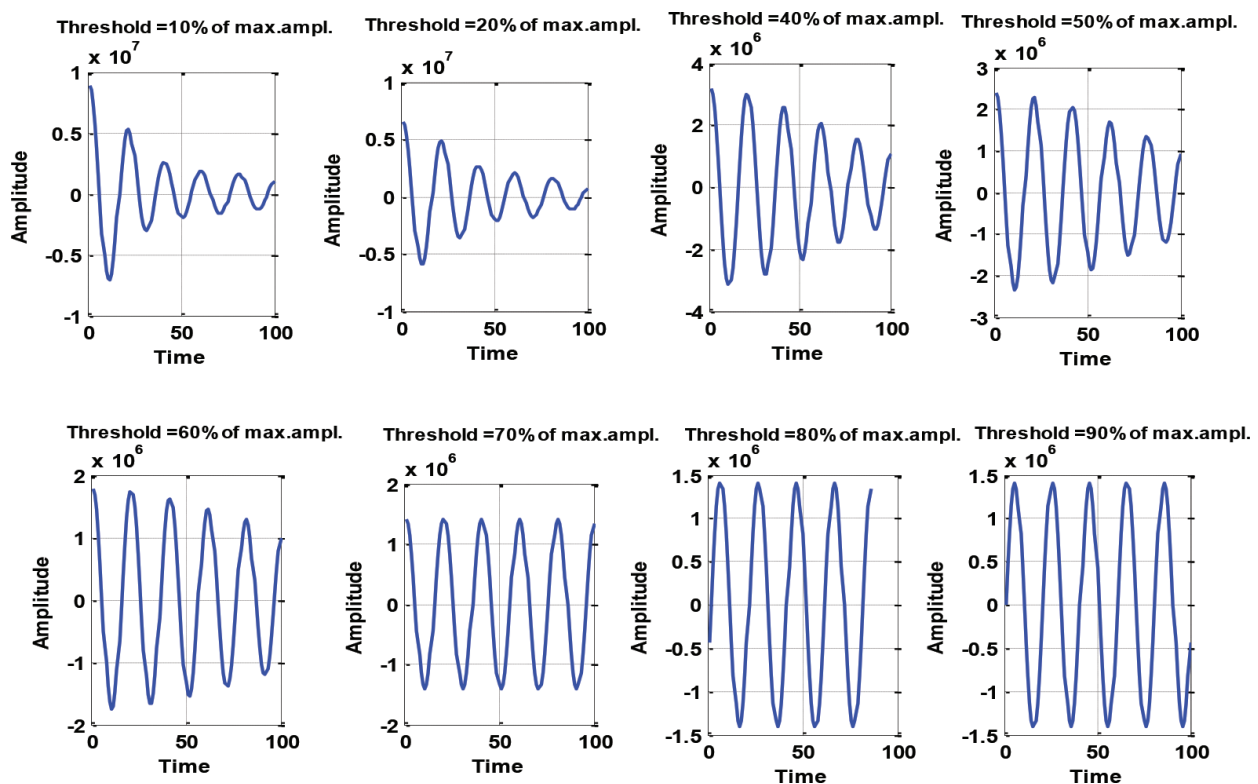 Threshold =10% of max.ampl.
x 10^7
1
0.5
0
-0.5
-1
0 50 100
Amplitude
Time
Threshold =20% of max.ampl.
x 10^7
1
0.5
0
-0.5
-1
0 50 100
Amplitude
Time
Threshold =40% of max.ampl.
x 10^6
4
2
0
-2
-4
0 50 100
Amplitude
Time
Threshold =50% of max.ampl.
x 10^6
3
2
1
0
-1
-2
-3
0 50 100
Amplitude
Time
Threshold =60% of max.ampl.
x 10^6
2
1
0
-1
-2
0 50 100
Amplitude
Time
Threshold =70% of max.ampl.
x 10^6
2
1
0
-1
-2
0 50 100
Amplitude
Time
Threshold =80% of max.ampl.
x 10^6
1.5
1
0.5
0
-0.5
-1
-1.5
0 50 100
Amplitude
Time
Threshold =90% of max.ampl.
x 10^6
1.5
1
0.5
0
-0.5
-1
-1.5
0 50 100
Amplitude
Time